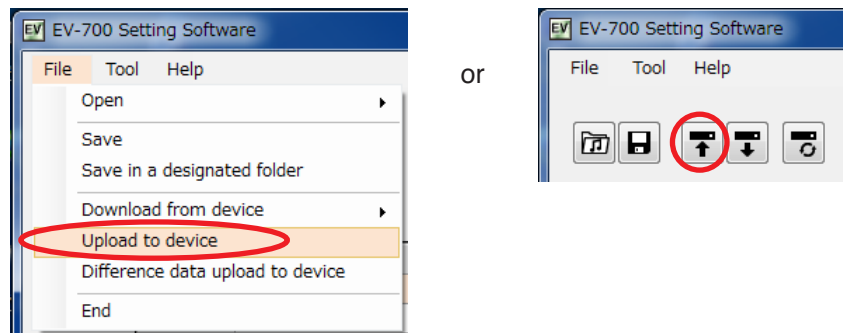 EV EV-700 Setting Software
File Tool Help
Open
Save
Save in a designated folder
Download from device
Upload to device
Difference data upload to device
End
or
EV EV-700 Setting Software
File Tool Help